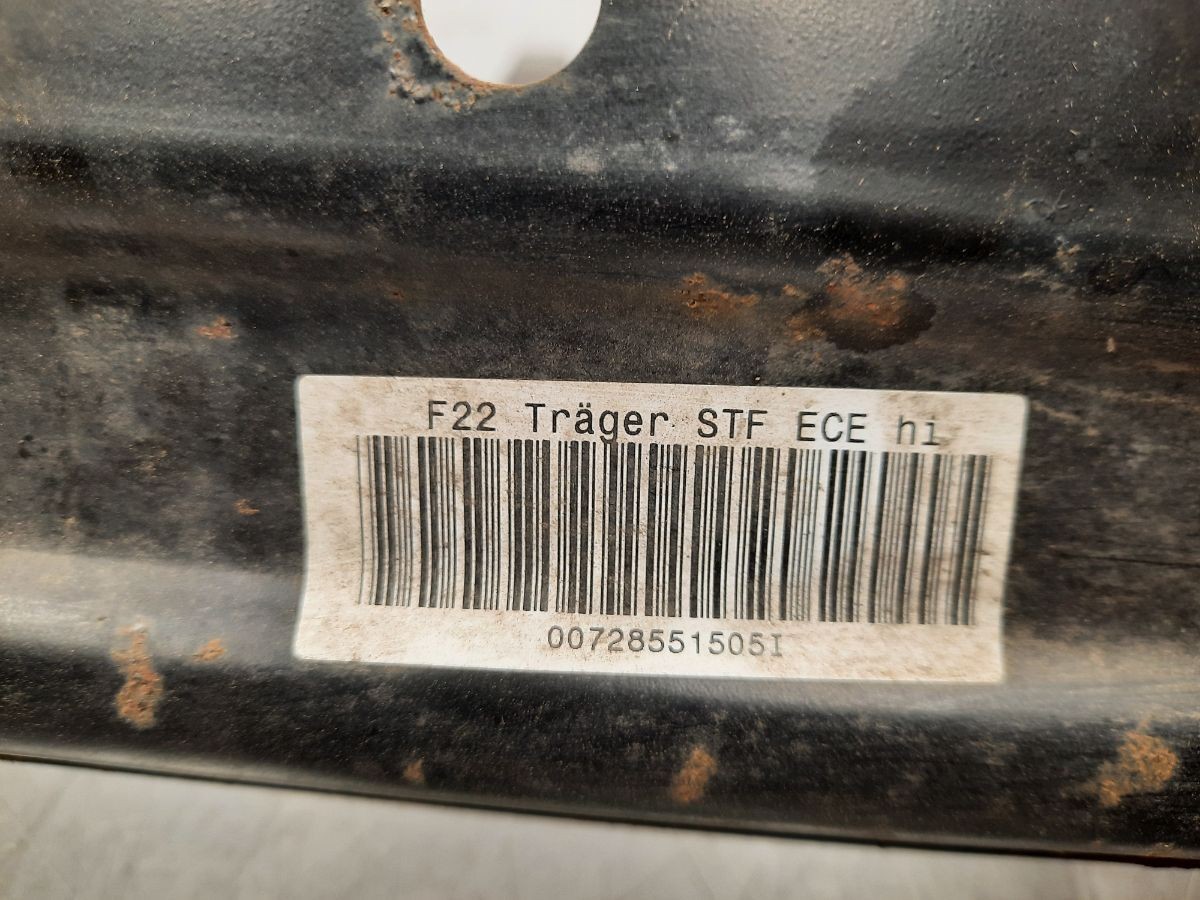 F22 Träger STF ECE hi
00728551505I